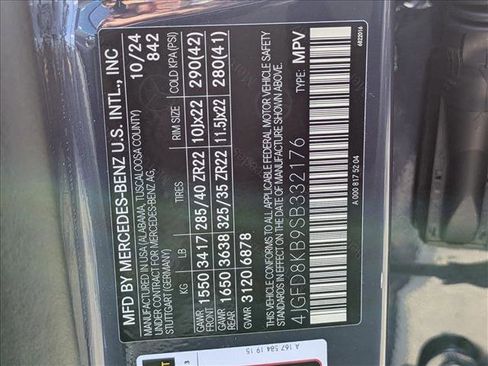 MFD BY MERCEDES-BENZ U.S. INTL., INC
10/24
MANUFACTURED IN USA (ALABAMA, TUSCALOOSA COUNTY)
842
UNDER CONTRACT FOR MERCEDES-BENZ AG,
STUTTGART (GERMANY)
KG LB TIRES RIM SIZE COLD KPA (PSI)
GAWR FRONT 1550 3417 285/40 ZR22 10Jx22 290(42)
GAWR REAR 1650 3638 325/35 ZR22 11.5Jx22 280(41)
GVWR 3120 6878
THIS VEHICLE CONFORMS TO ALL APPLICABLE FEDERAL MOTOR VEHICLE SAFETY
STANDARDS IN EFFECT ON THE DATE OF MANUFACTURE SHOWN ABOVE.
4JGFD8KB9SB332176 TYPE: MPV
A 000 817 52 04
6822016
A 167 584 19 15